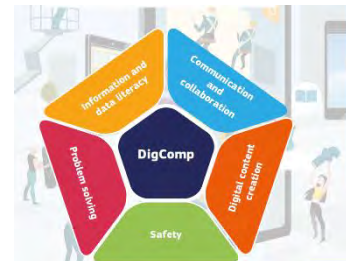 Information and
data literacy
Communication
and
collaboration
Problem solving
DigComp
Digital content
creation
Safety